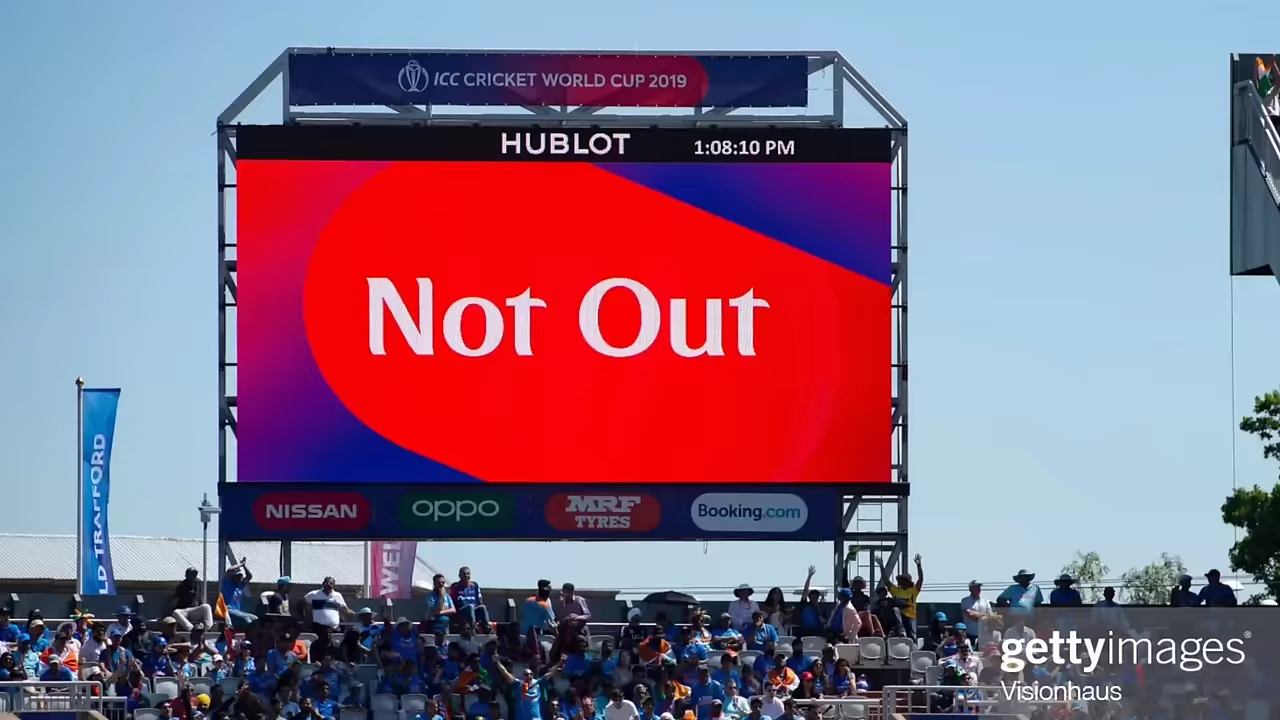 ICC CRICKET WORLD CUP 2019
HUBLOT 1:08:10 PM
Not Out
NISSAN
oppo
MRF
TYRES
Booking.com
LD TRAFFORD
WEL
gettyimages®
Visionhaus